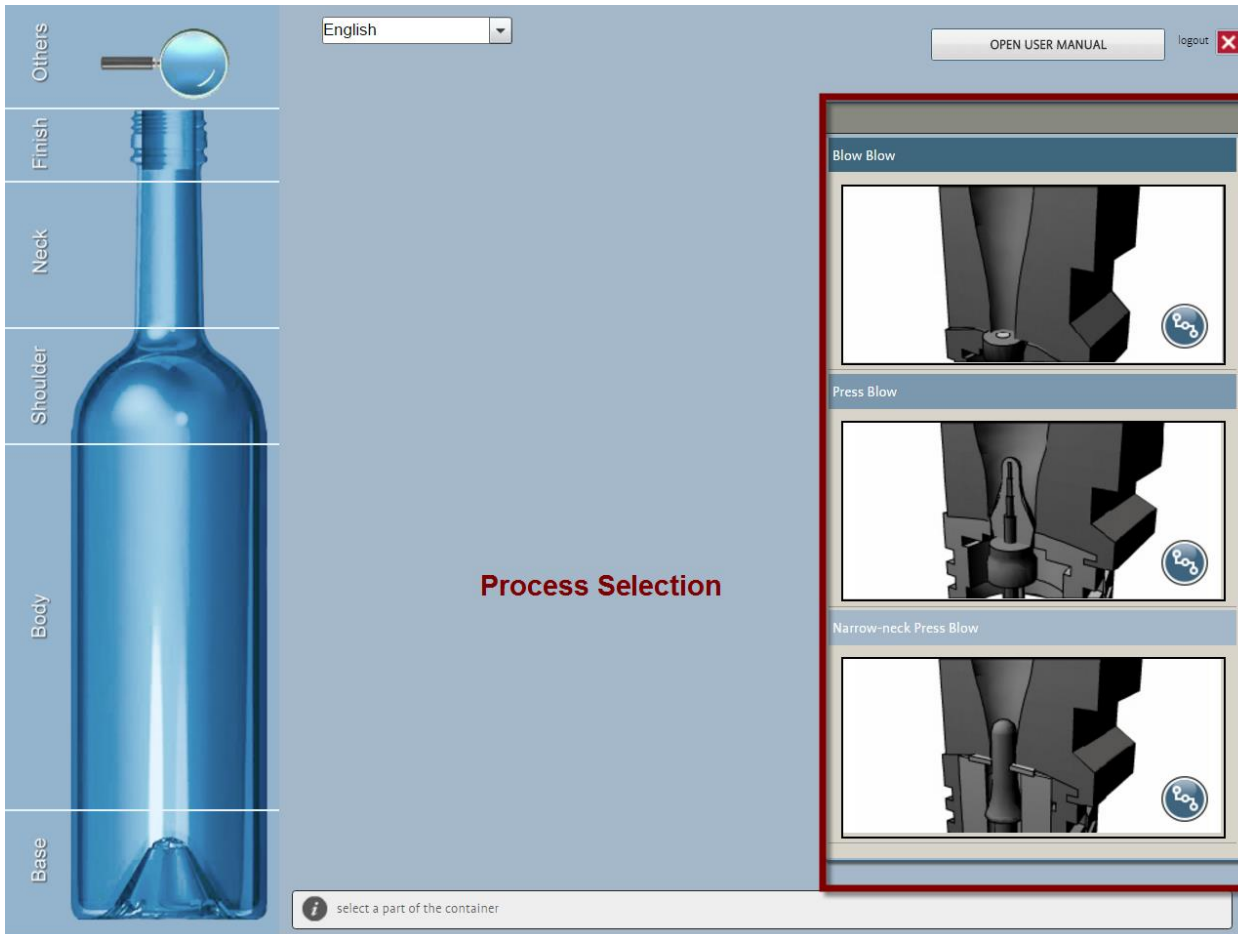 English
OPEN USER MANUAL
logout
Others
Finish
Neck
Shoulder
Body
Base
Process Selection
Blow Blow
Press Blow
Narrow-neck Press Blow
select a part of the container